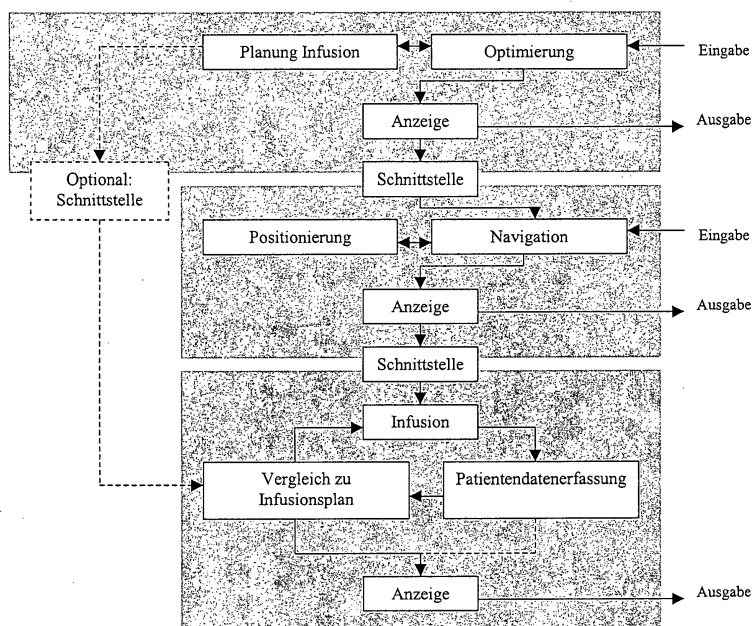 Planung Infusion
Optimierung
Eingabe
Anzeige
Ausgabe
Optional:
Schnittstelle
Schnittstelle
Positionierung
Navigation
Eingabe
Anzeige
Ausgabe
Schnittstelle
Infusion
Vergleich zu
Infusionsplan
Patientendatenerfassung
Anzeige
Ausgabe